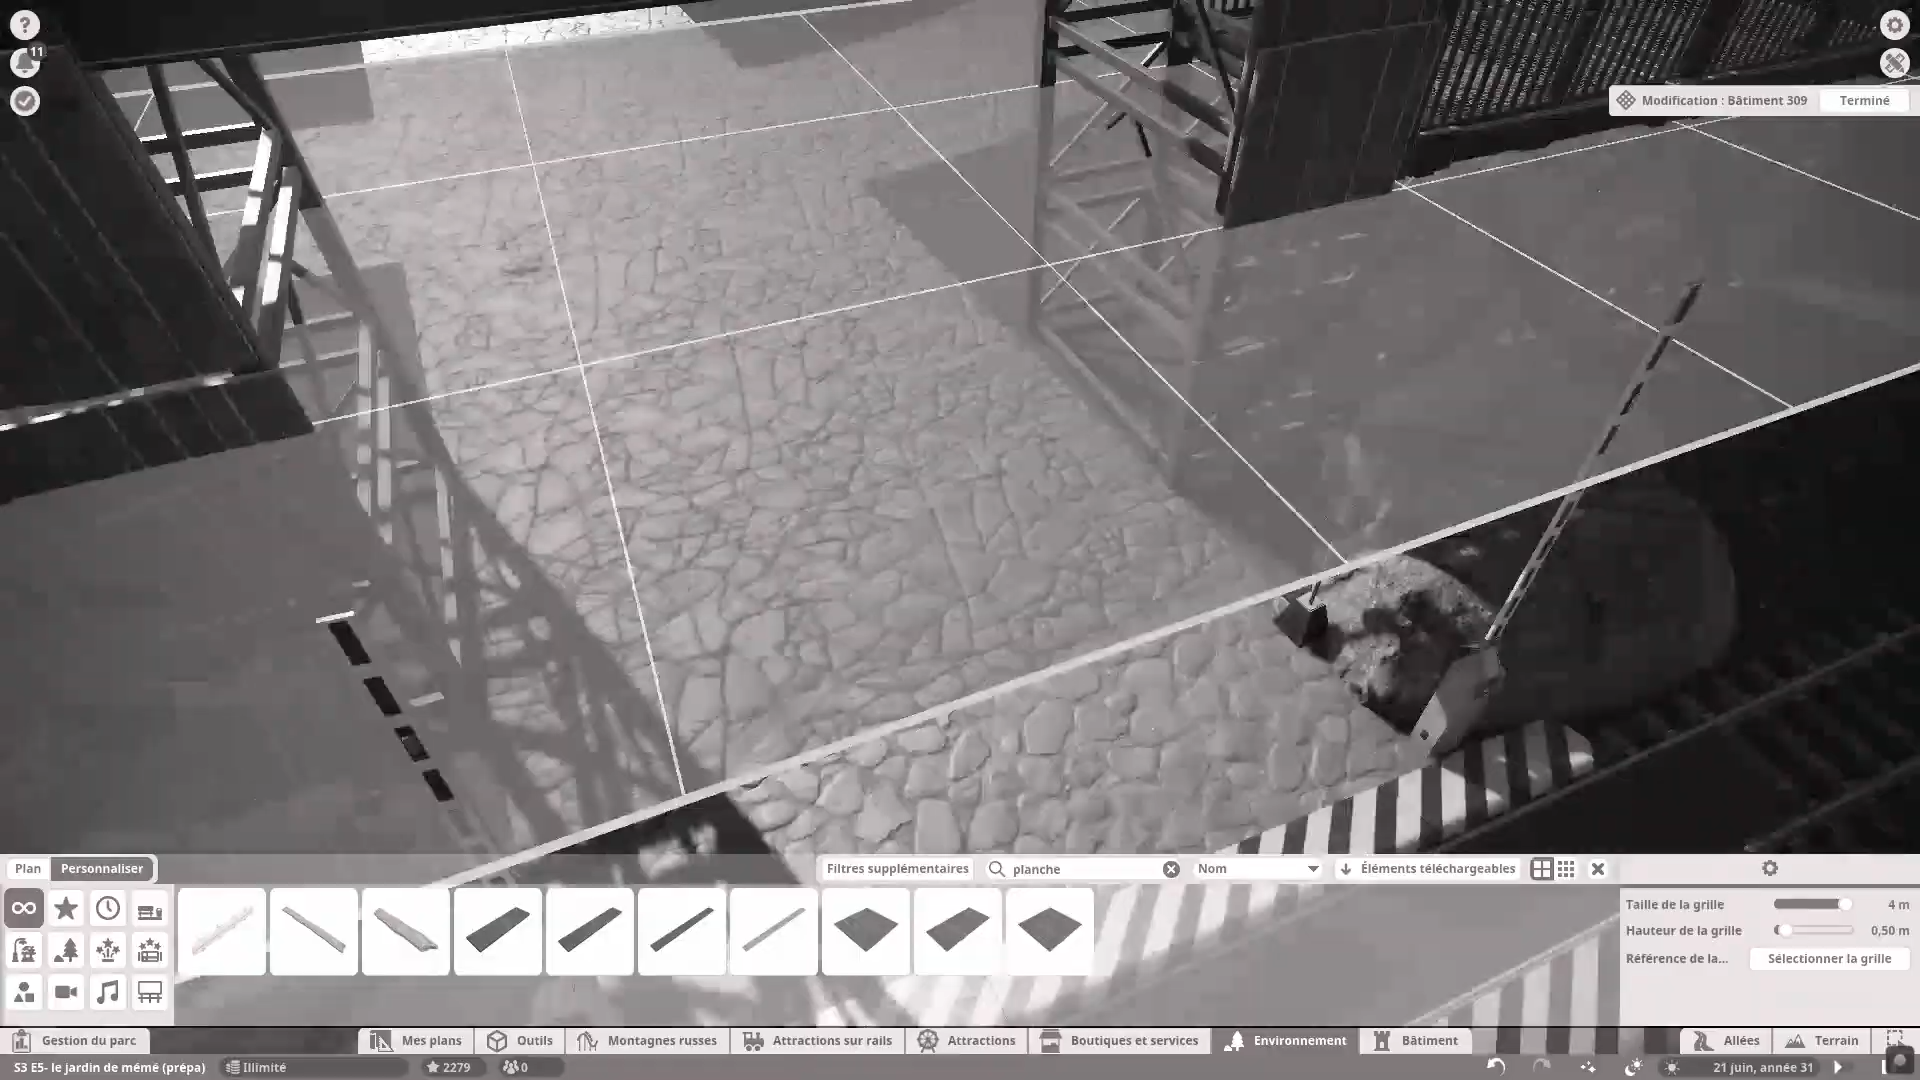 ?
11
Modification : Bâtiment 309
Terminé
Plan
Personnaliser
Filtres supplémentaires
planche
Nom
Éléments téléchargeables
Taille de la grille
4 m
Hauteur de la grille
0,50 m
Référence de la...
Sélectionner la grille
Gestion du parc
Mes plans
Outils
Montagnes russes
Attractions sur rails
Attractions
Boutiques et services
Environnement
Bâtiment
Allées
Terrain
S3 E5- le jardin de mémé (prépa)
Illimité
2279
0
21 juin, année 31